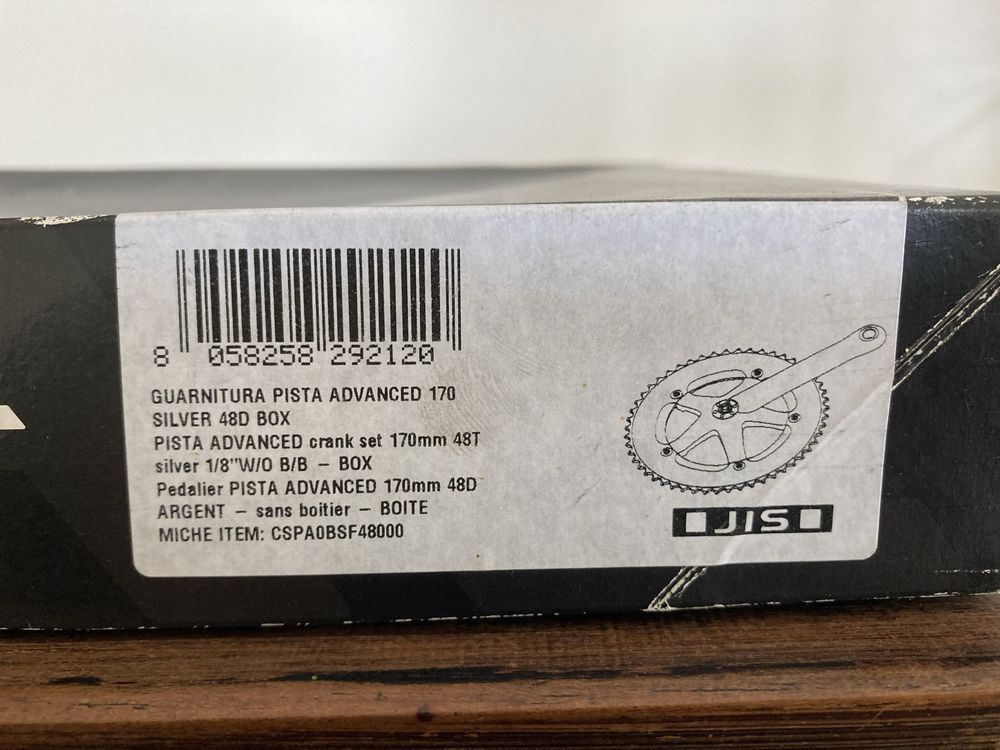 8 058258 292120
GUARNITURA PISTA ADVANCED 170
SILVER 48D BOX
PISTA ADVANCED crank set 170mm 48T
silver 1/8"W/O B/B – BOX
Pedalier PISTA ADVANCED 170mm 48D
ARGENT – sans boitier – BOITE
MICHE ITEM: CSPA0BSF48000
JIS